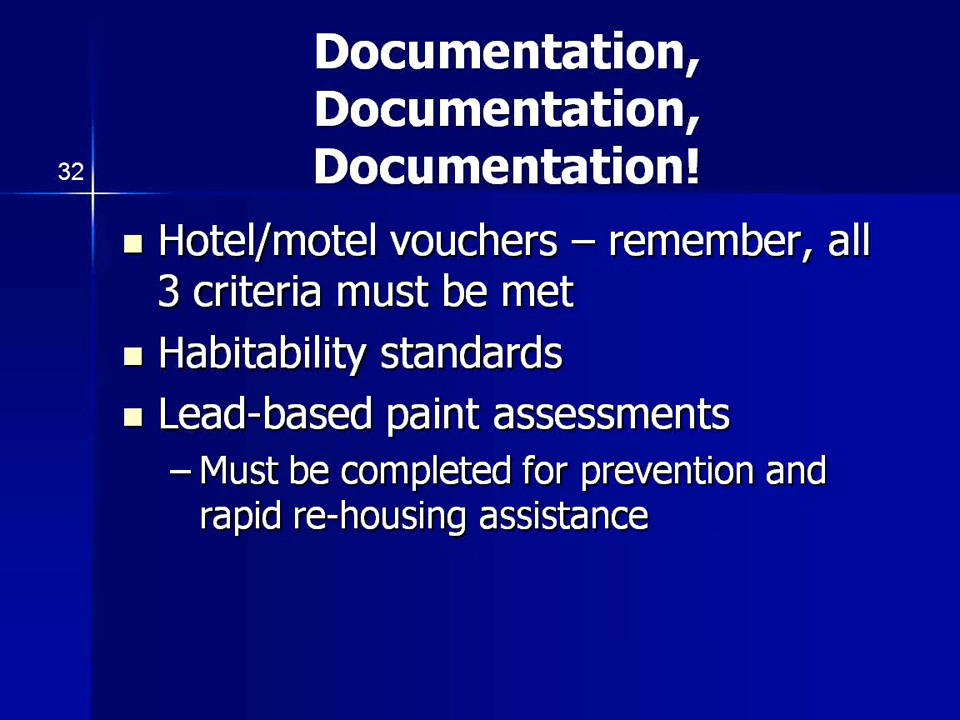 Documentation,
Documentation,
Documentation!
32
Hotel/motel vouchers – remember, all
3 criteria must be met
Habitability standards
Lead-based paint assessments
–Must be completed for prevention and
rapid re-housing assistance